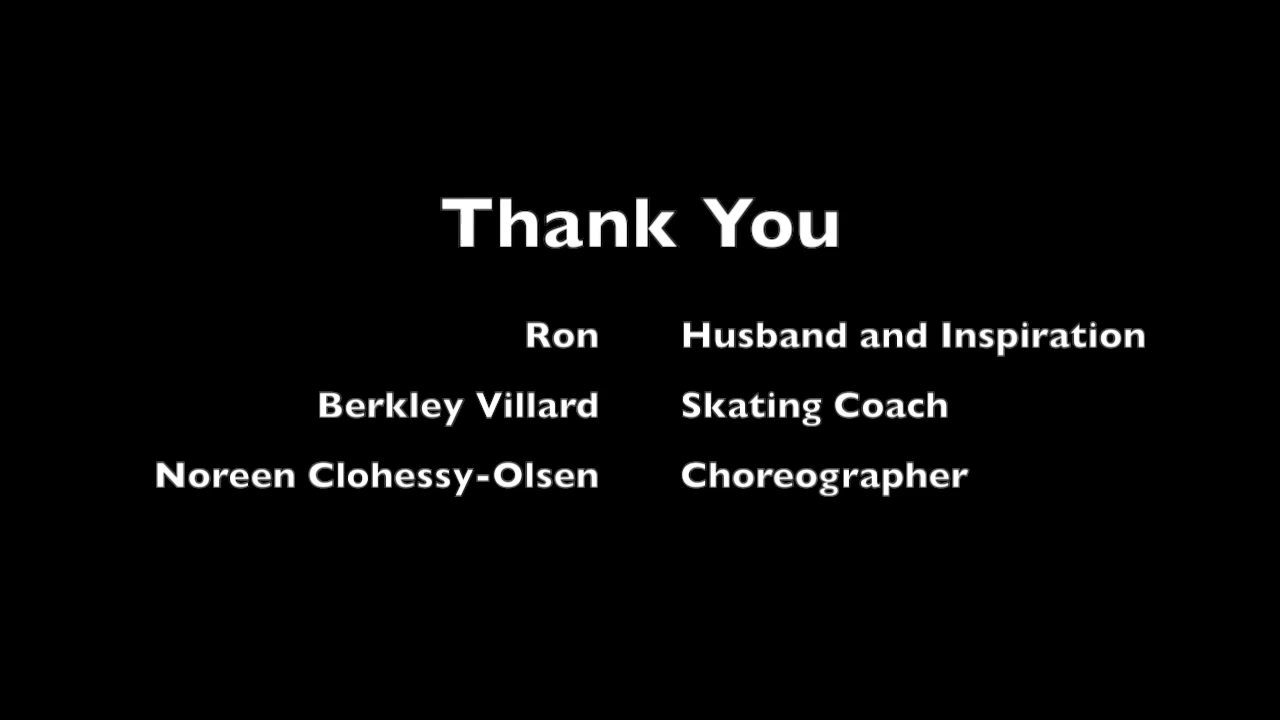 Thank You
Ron Husband and Inspiration
Berkley Villard Skating Coach
Noreen Clohessy-Olsen Choreographer